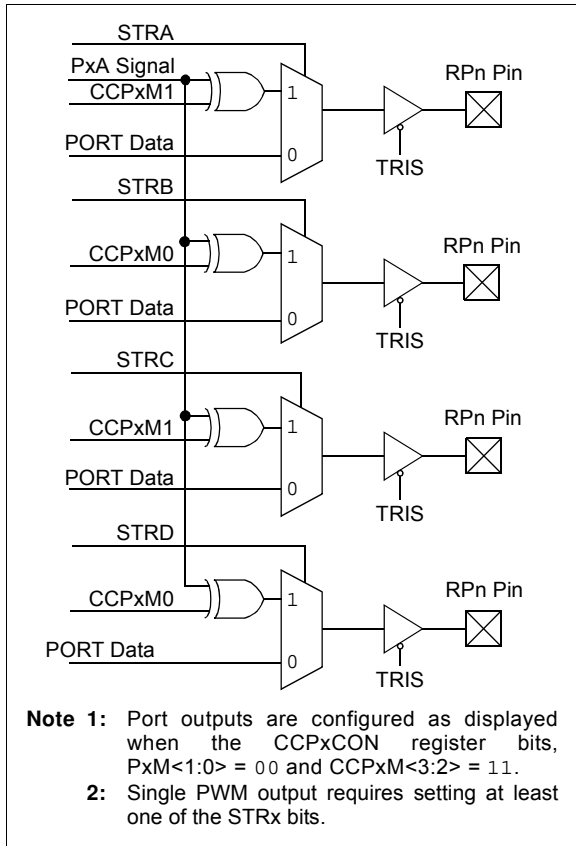 STRA
PxA Signal
RPn Pin
CCPxM1
1
PORT Data
0
TRIS
STRB
RPn Pin
CCPxM0
1
PORT Data
0
TRIS
STRC
RPn Pin
CCPxM1
1
PORT Data
0
TRIS
STRD
RPn Pin
CCPxM0
1
PORT Data
0
TRIS
Note 1: Port outputs are configured as displayed
when the CCPxCON register bits,
PxM<1:0> = 00 and CCPxM<3:2> = 11.
2: Single PWM output requires setting at least
one of the STRx bits.